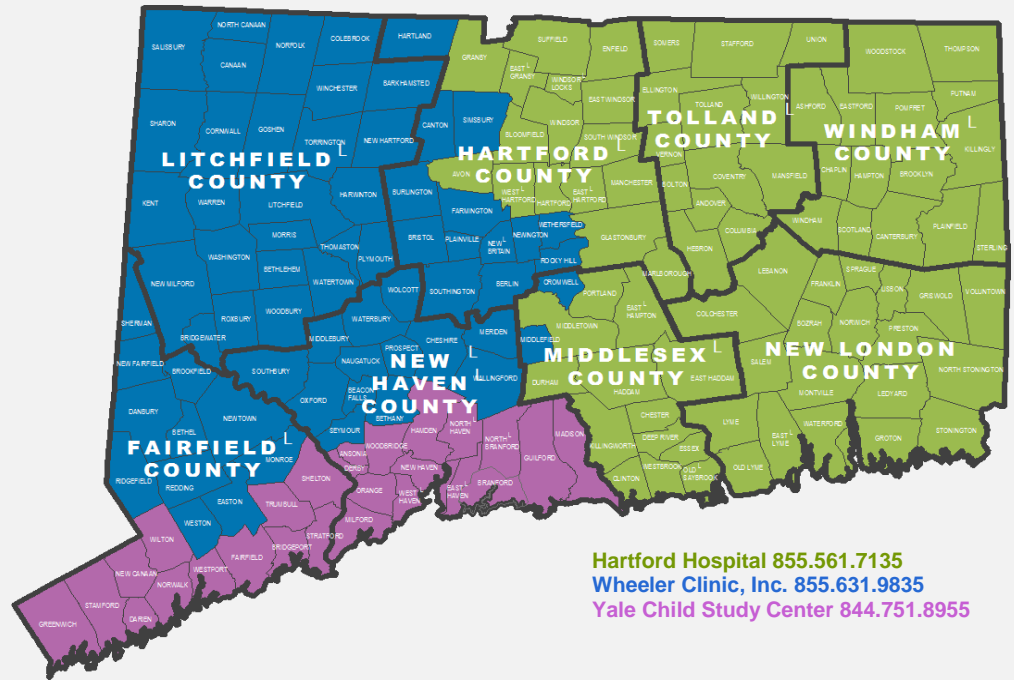 NORTH CANAAN
COLEBROOK
HARTLAND
SALISBURY
NORFOLK
CANAAN
SUFFIELD
ENFIELD
SOMERS
STAFFORD
UNION
WOODSTOCK
THOMPSON
GRANBY
EAST
GRANBY
WINDSOR
LOCKS
WINCHESTER
BARKHAMSTED
ELLINGTON
WILLINGTON
PUTNAM
EAST WINDSOR
TOLLAND
ASHFORD
EASTFORD
POMFRET
SHARON
CORNWALL
GOSHEN
TORRINGTON
NEW HARTFORD
CANTON
SIMSBURY
BLOOMFIELD
WINDSOR
SOUTH WINDSOR
KILLINGLY
LITCHFIELD
COUNTY
HARTFORD
COUNTY
TOLLAND
COUNTY
WINDHAM
COUNTY
VERNON
AVON
WEST
HARTFORD
HARTFORD
EAST
HARTFORD
MANCHESTER
BOLTON
COVENTRY
MANSFIELD
CHAPLIN
HAMPTON
BROOKLYN
KENT
WARREN
LITCHFIELD
HARWINTON
BURLINGTON
FARMINGTON
ANDOVER
WETHERSFIELD
NEWINGTON
GLASTONBURY
COLUMBIA
WINDHAM
SCOTLAND
CANTERBURY
PLAINFIELD
STERLING
MORRIS
BRISTOL
PLAINVILLE
NEW
BRITAIN
HEBRON
WASHINGTON
THOMASTON
PLYMOUTH
ROCKY HILL
BETHLEHEM
WATERTOWN
NEW MILFORD
WOLCOTT
SOUTHINGTON
BERLIN
CROMWELL
MARLBOROUGH
LEBANON
SPRAGUE
FRANKLIN
LISBON
GRISWOLD
VOLUNTOWN
PORTLAND
EAST
HAMPTON
COLCHESTER
SHERMAN
ROXBURY
WOODBURY
WATERBURY
MERIDEN
MIDDLETOWN
BOZRAH
NORWICH
PRESTON
BRIDGEWATER
MIDDLEBURY
CHESHIRE
MIDDLEFIELD
PROSPECT
NAUGATUCK
NEW
HAVEN
COUNTY
MIDDLESEX
COUNTY
NEW LONDON
COUNTY
NEW FAIRFIELD
BROOKFIELD
SOUTHBURY
WALLINGFORD
DURHAM
EAST HADDAM
SALEM
NORTH STONINGTON
HADDAM
MONTVILLE
LEDYARD
DANBURY
OXFORD
BEACON
FALLS
BETHANY
NEWTOWN
BETHEL
SEYMOUR
HAMDEN
NORTH
HAVEN
MADISON
CHESTER
LYME
WATERFORD
FAIRFIELD
COUNTY
MONROE
ANSONIA
WOODBRIDGE
NORTH
BRANFORD
GUILFORD
KILLINGWORTH
DEEP RIVER
ESSEX
EAST
LYME
GROTON
STONINGTON
DERBY
NEW HAVEN
RIDGEFIELD
REDDING
SHELTON
ORANGE
WEST
HAVEN
EAST
HAVEN
BRANFORD
CLINTON
WESTBROOK
OLD
SAYBROOK
OLD LYME
EASTON
TRUMBULL
WESTON
MILFORD
STRATFORD
WILTON
BRIDGEPORT
FAIRFIELD
WESTPORT
NEW CANAAN
NORWALK
STAMFORD
DARIEN
GREENWICH
Hartford Hospital 855.561.7135
Wheeler Clinic, Inc. 855.631.9835
Yale Child Study Center 844.751.8955